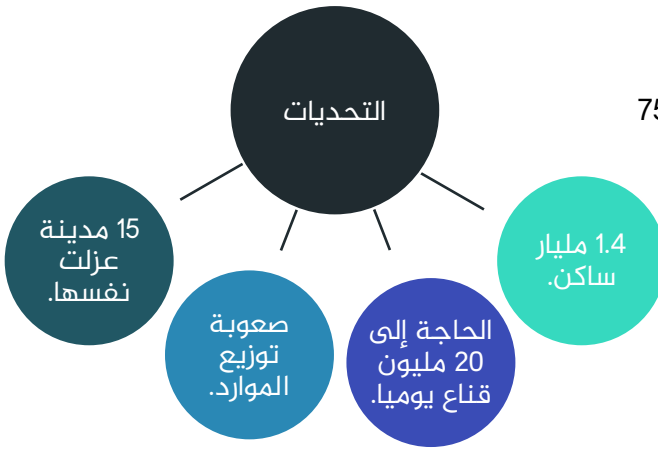 التحديات
75
1.4 مليار
ساكن.
الحاجة إلى
20 مليون
قناع يوميا.
صعوبة
توزيع
الموارد.
15 مدينة
عزلت
نفسها.